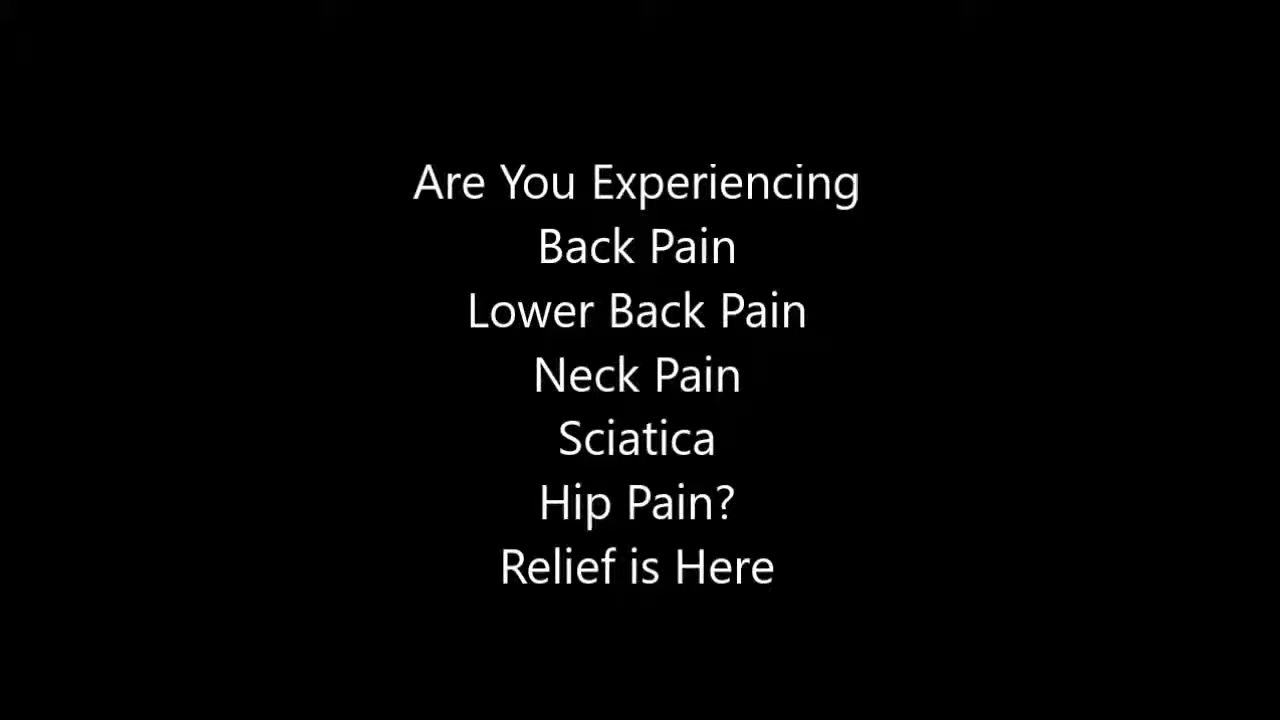 Are You Experiencing
Back Pain
Lower Back Pain
Neck Pain
Sciatica
Hip Pain?
Relief is Here